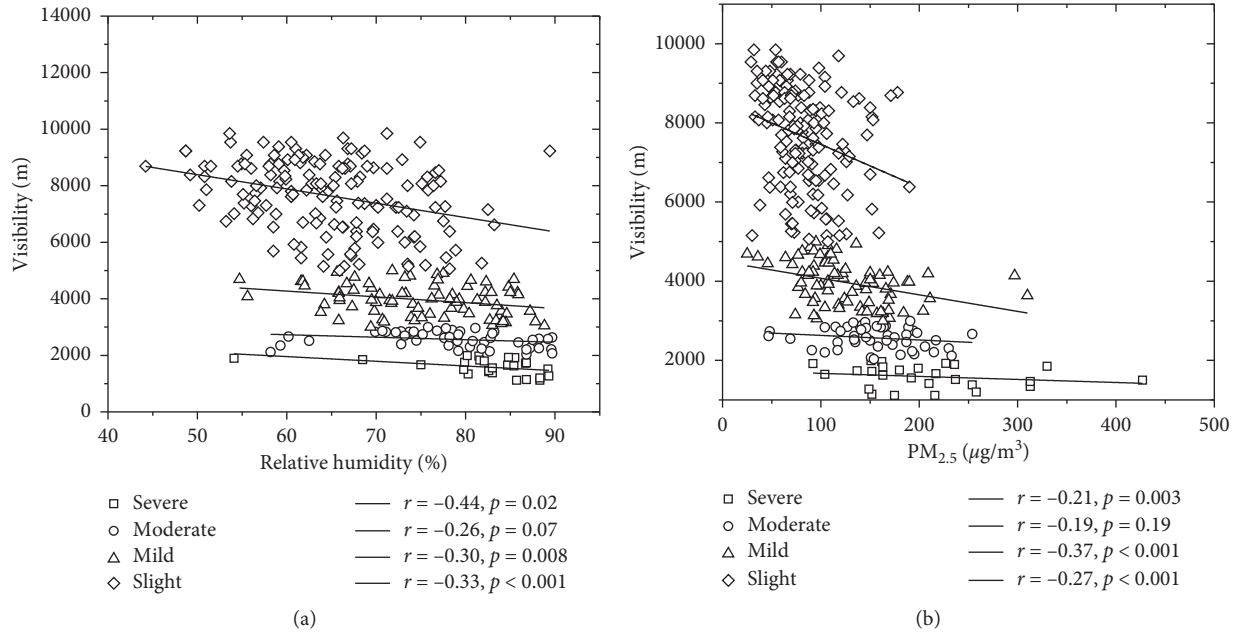 14000
12000
10000
8000
6000
4000
2000
0
Visibility (m)
40 50 60 70 80 90
Relative humidity (%)
Severe r = –0.44, p = 0.02
Moderate r = –0.26, p = 0.07
Mild r = –0.30, p = 0.008
Slight r = –0.33, p < 0.001
(a)
10000
8000
6000
4000
2000
Visibility (m)
0 100 200 300 400 500
PM2.5 (μg/m³)
Severe r = –0.21, p = 0.003
Moderate r = –0.19, p = 0.19
Mild r = –0.37, p < 0.001
Slight r = –0.27, p < 0.001
(b)